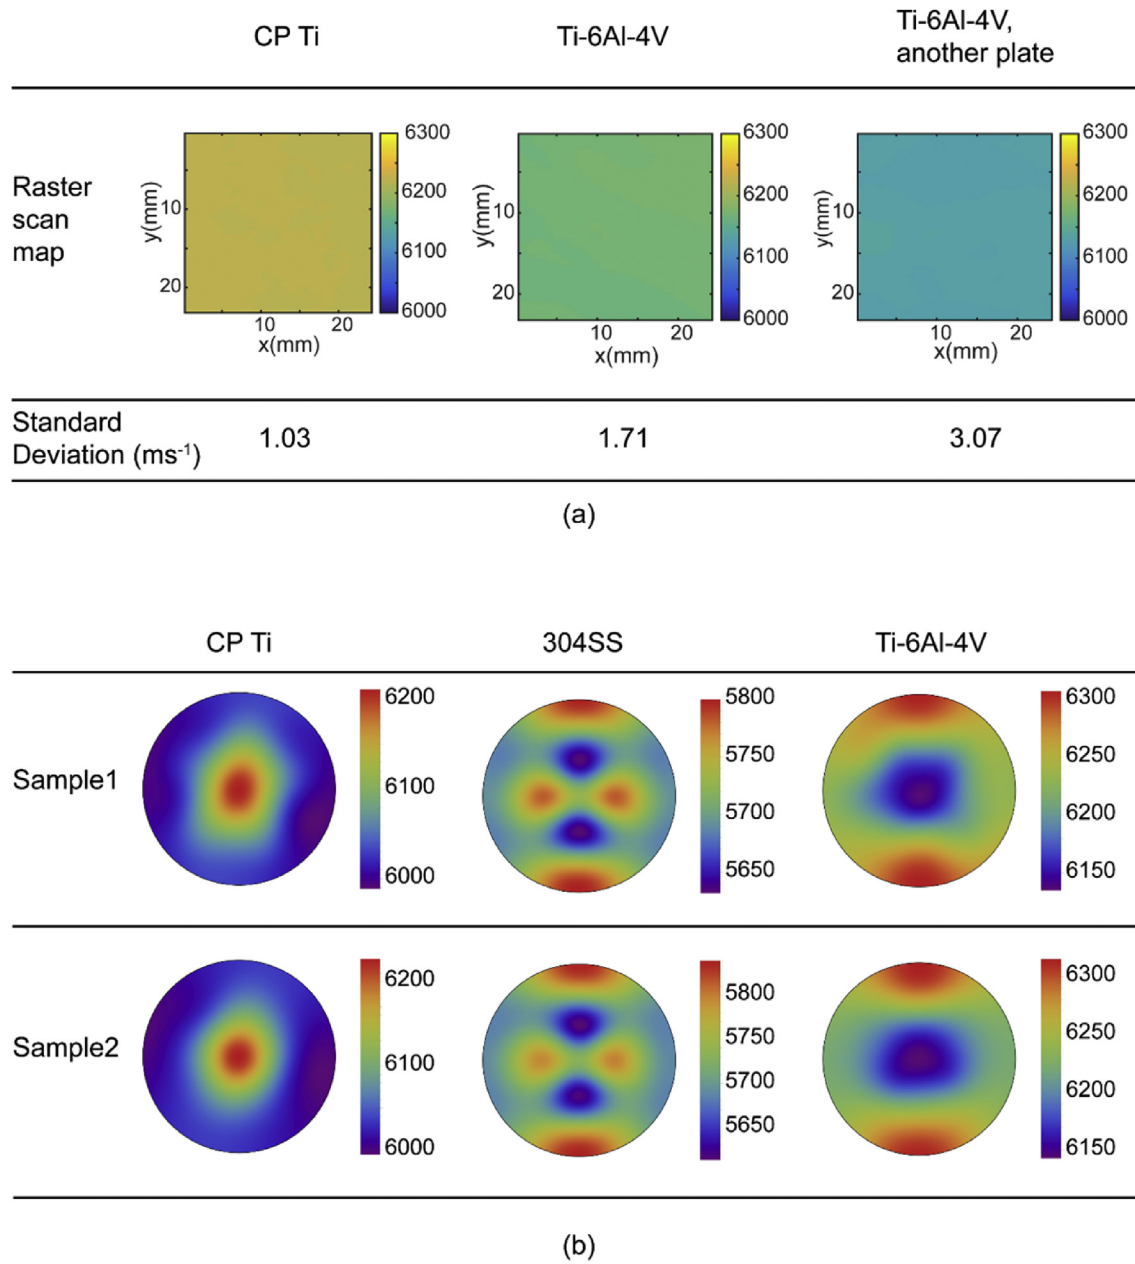 CP Ti
Ti-6Al-4V
Ti-6Al-4V,
another plate
Raster
scan
map
y(mm)
10
20
10 20
x(mm)
6300
6200
6100
6000
y(mm)
10
20
10 20
x(mm)
6300
6200
6100
6000
y(mm)
10
20
10 20
x(mm)
6300
6200
6100
6000
Standard
Deviation (ms⁻¹)
1.03
1.71
3.07
(a)
CP Ti
304SS
Ti-6Al-4V
Sample1
6200
6100
6000
5800
5750
5700
5650
6300
6250
6200
6150
Sample2
6200
6100
6000
5800
5750
5700
5650
6300
6250
6200
6150
(b)